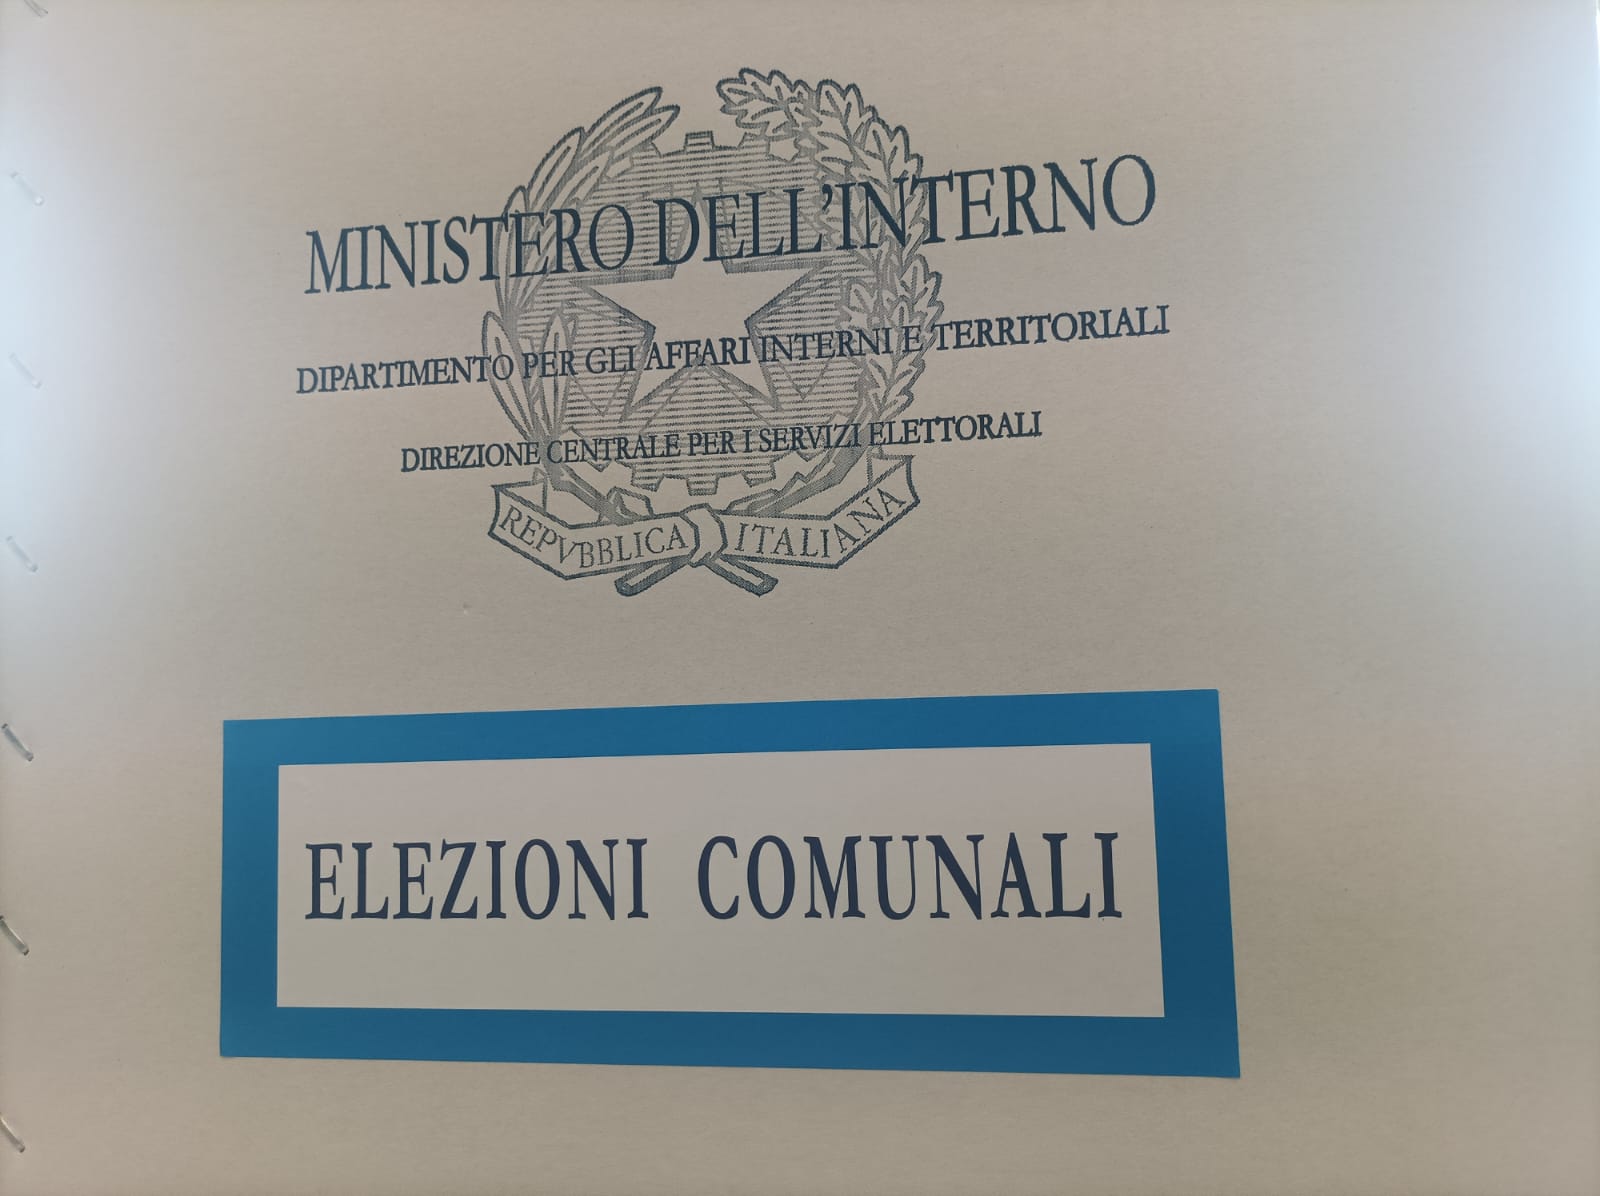 MINISTERO DELL'INTERNO
DIPARTIMENTO PER GLI AFFARI INTERNI E TERRITORIALI
DIREZIONE CENTRALE PER I SERVIZI ELETTORALI
REPVBBLICA ITALIANA
ELEZIONI COMUNALI